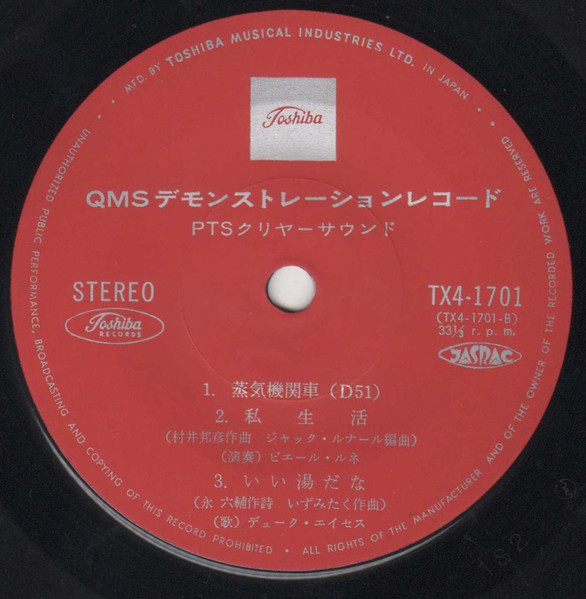 MFD. BY TOSHIBA MUSICAL INDUSTRIES LTD. IN JAPAN
Toshiba
QMSデモンストレーションレコード
PTSクリヤーサウンド
STEREO
Toshiba
RECORDS
TX4-1701
(TX4-1701-B)
33⅓ r. p. m.
JASRAC
1. 蒸気機関車 (D51)
2. 私生活
(村井邦彦作曲 ジャック・ルナール編曲)
(演奏) ピエール・ルネ
3. いい湯だな
(永 六輔作詩 いずみたく作曲)
(歌) デューク・エイセス
UNAUTHORIZED PUBLIC PERFORMANCE, BROADCASTING AND COPYING OF THIS RECORD PROHIBITED • ALL RIGHTS OF THE MANUFACTURER AND OF THE OWNER OF THE RECORDED WORK ARE RESERVED